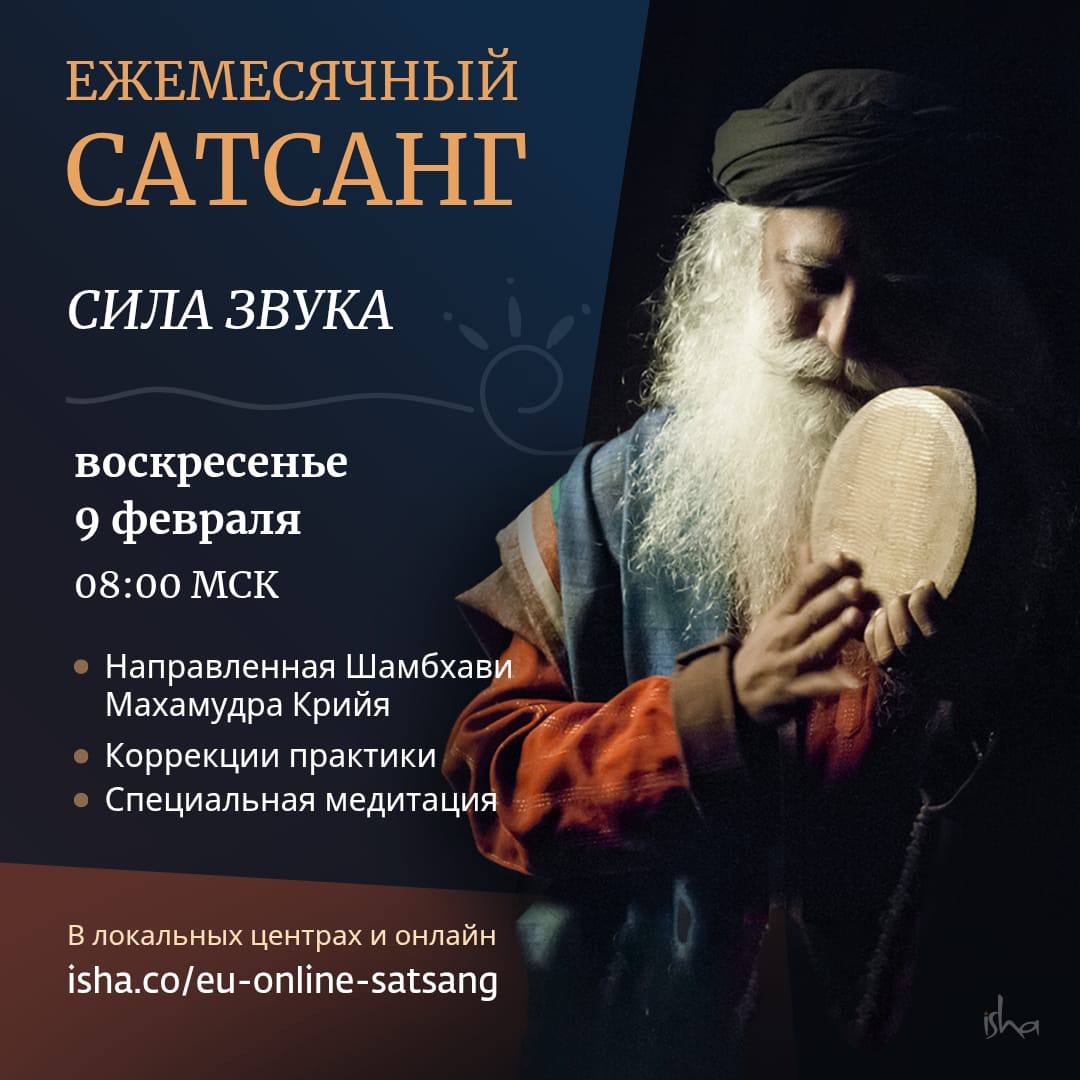 ЕЖЕМЕСЯЧНЫЙ
САТСАНГ
СИЛА ЗВУКА
воскресенье
9 февраля
08:00 МСК
Направленная Шамбхави
Махамудра Крийя
Коррекции практики
Специальная медитация
В локальных центрах и онлайн
isha.co/eu-online-satsang
isha